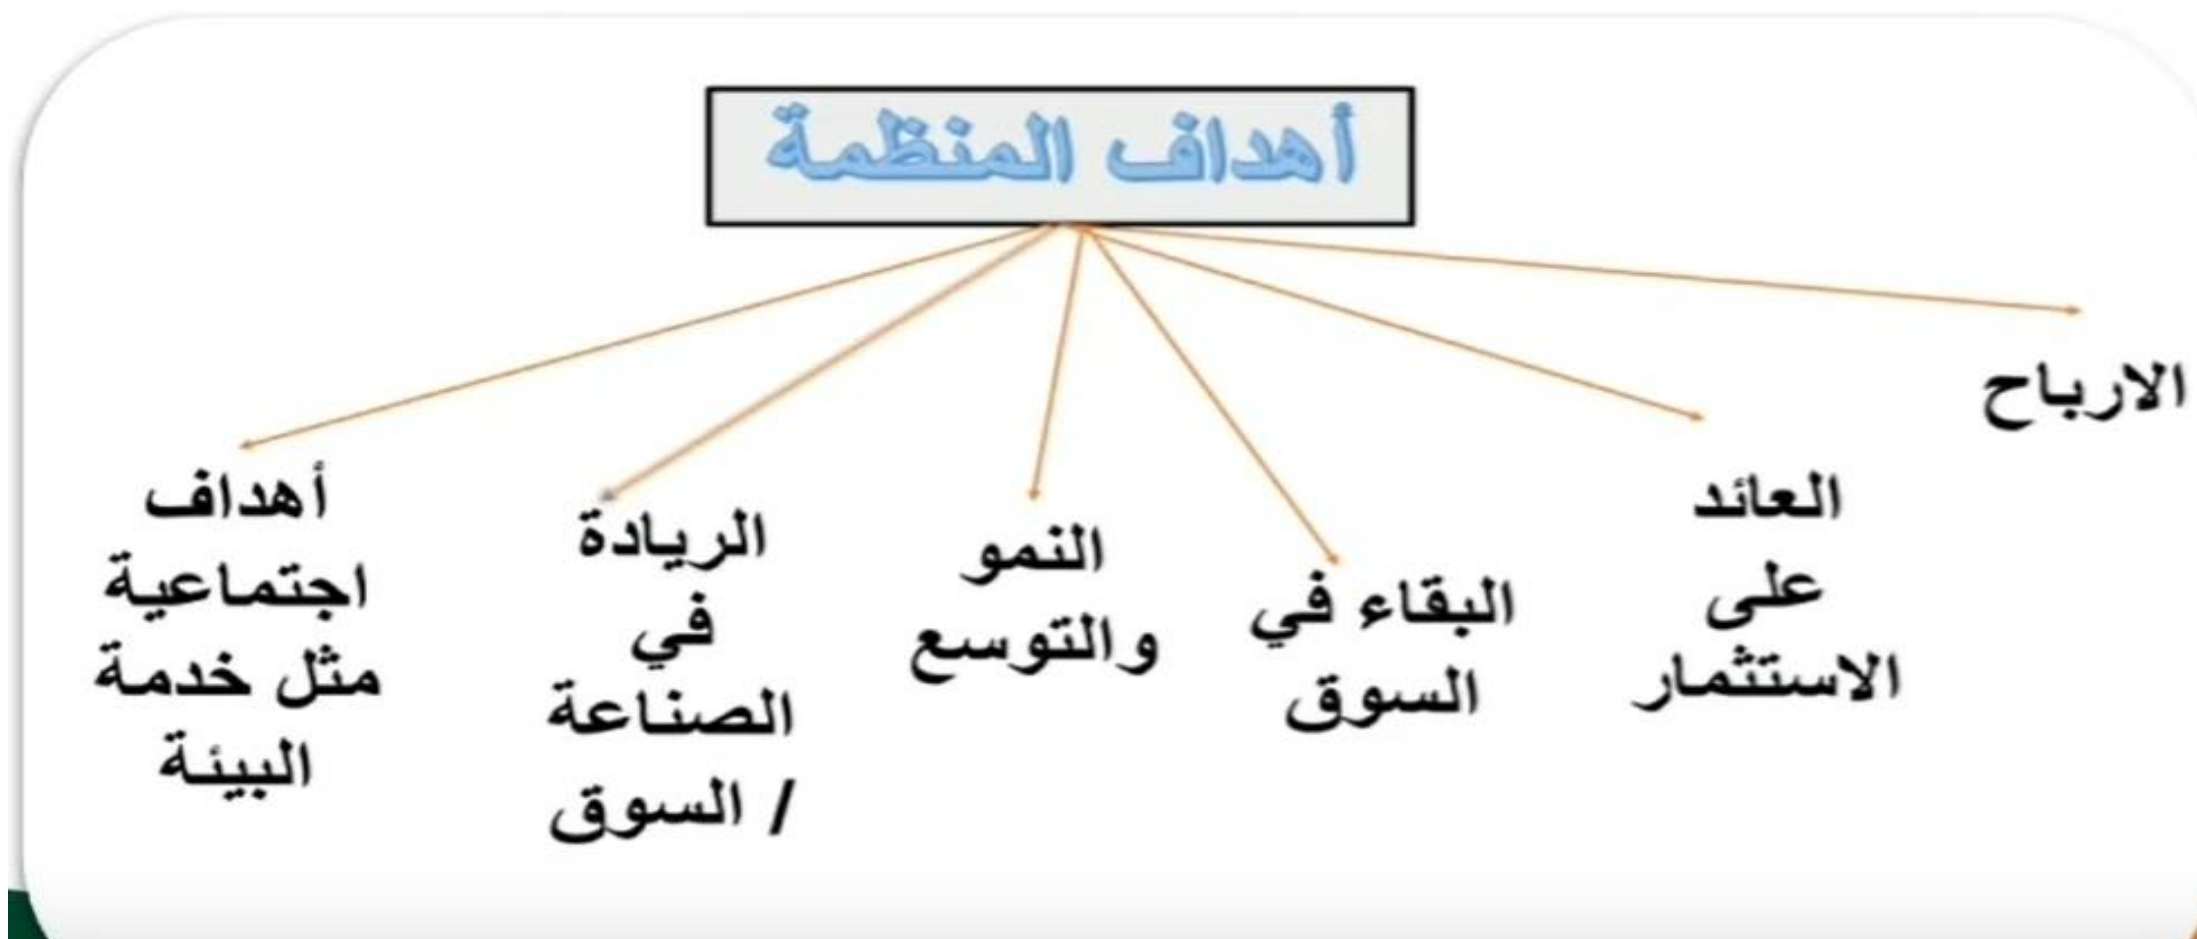 أهداف المنظمة
الارباح
العائد
على
الاستثمار
البقاء في
السوق
النمو
والتوسع
الريادة
في
الصناعة
/ السوق
أهداف
اجتماعية
مثل خدمة
البيئة